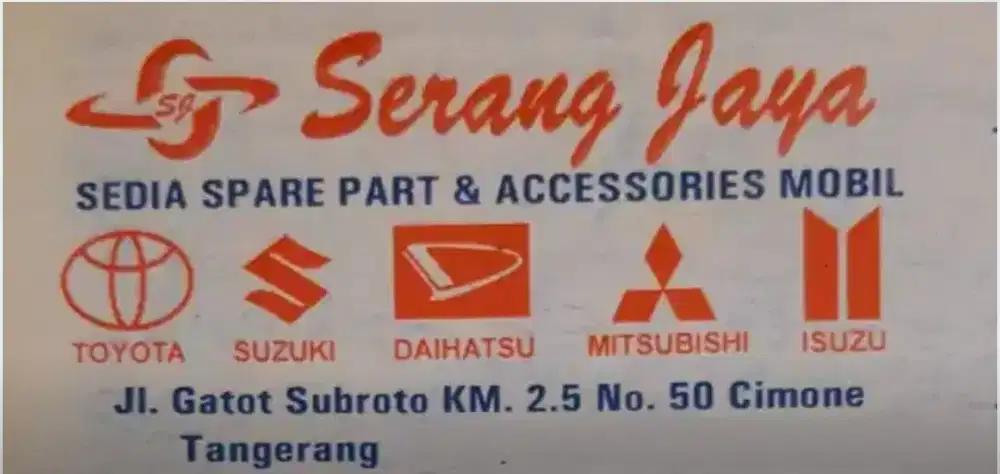 SJ Serang Jaya
SEDIA SPARE PART & ACCESSORIES MOBIL
TOYOTA SUZUKI DAIHATSU MITSUBISHI ISUZU
Jl. Gatot Subroto KM. 2.5 No. 50 Cimone
Tangerang